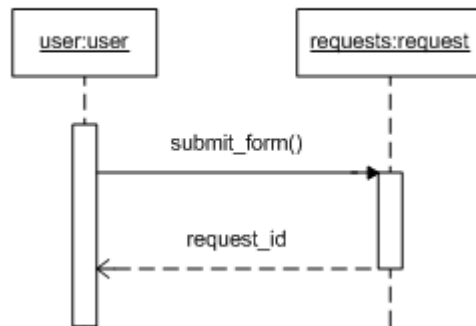 user:user
requests:request
submit_form()
request_id